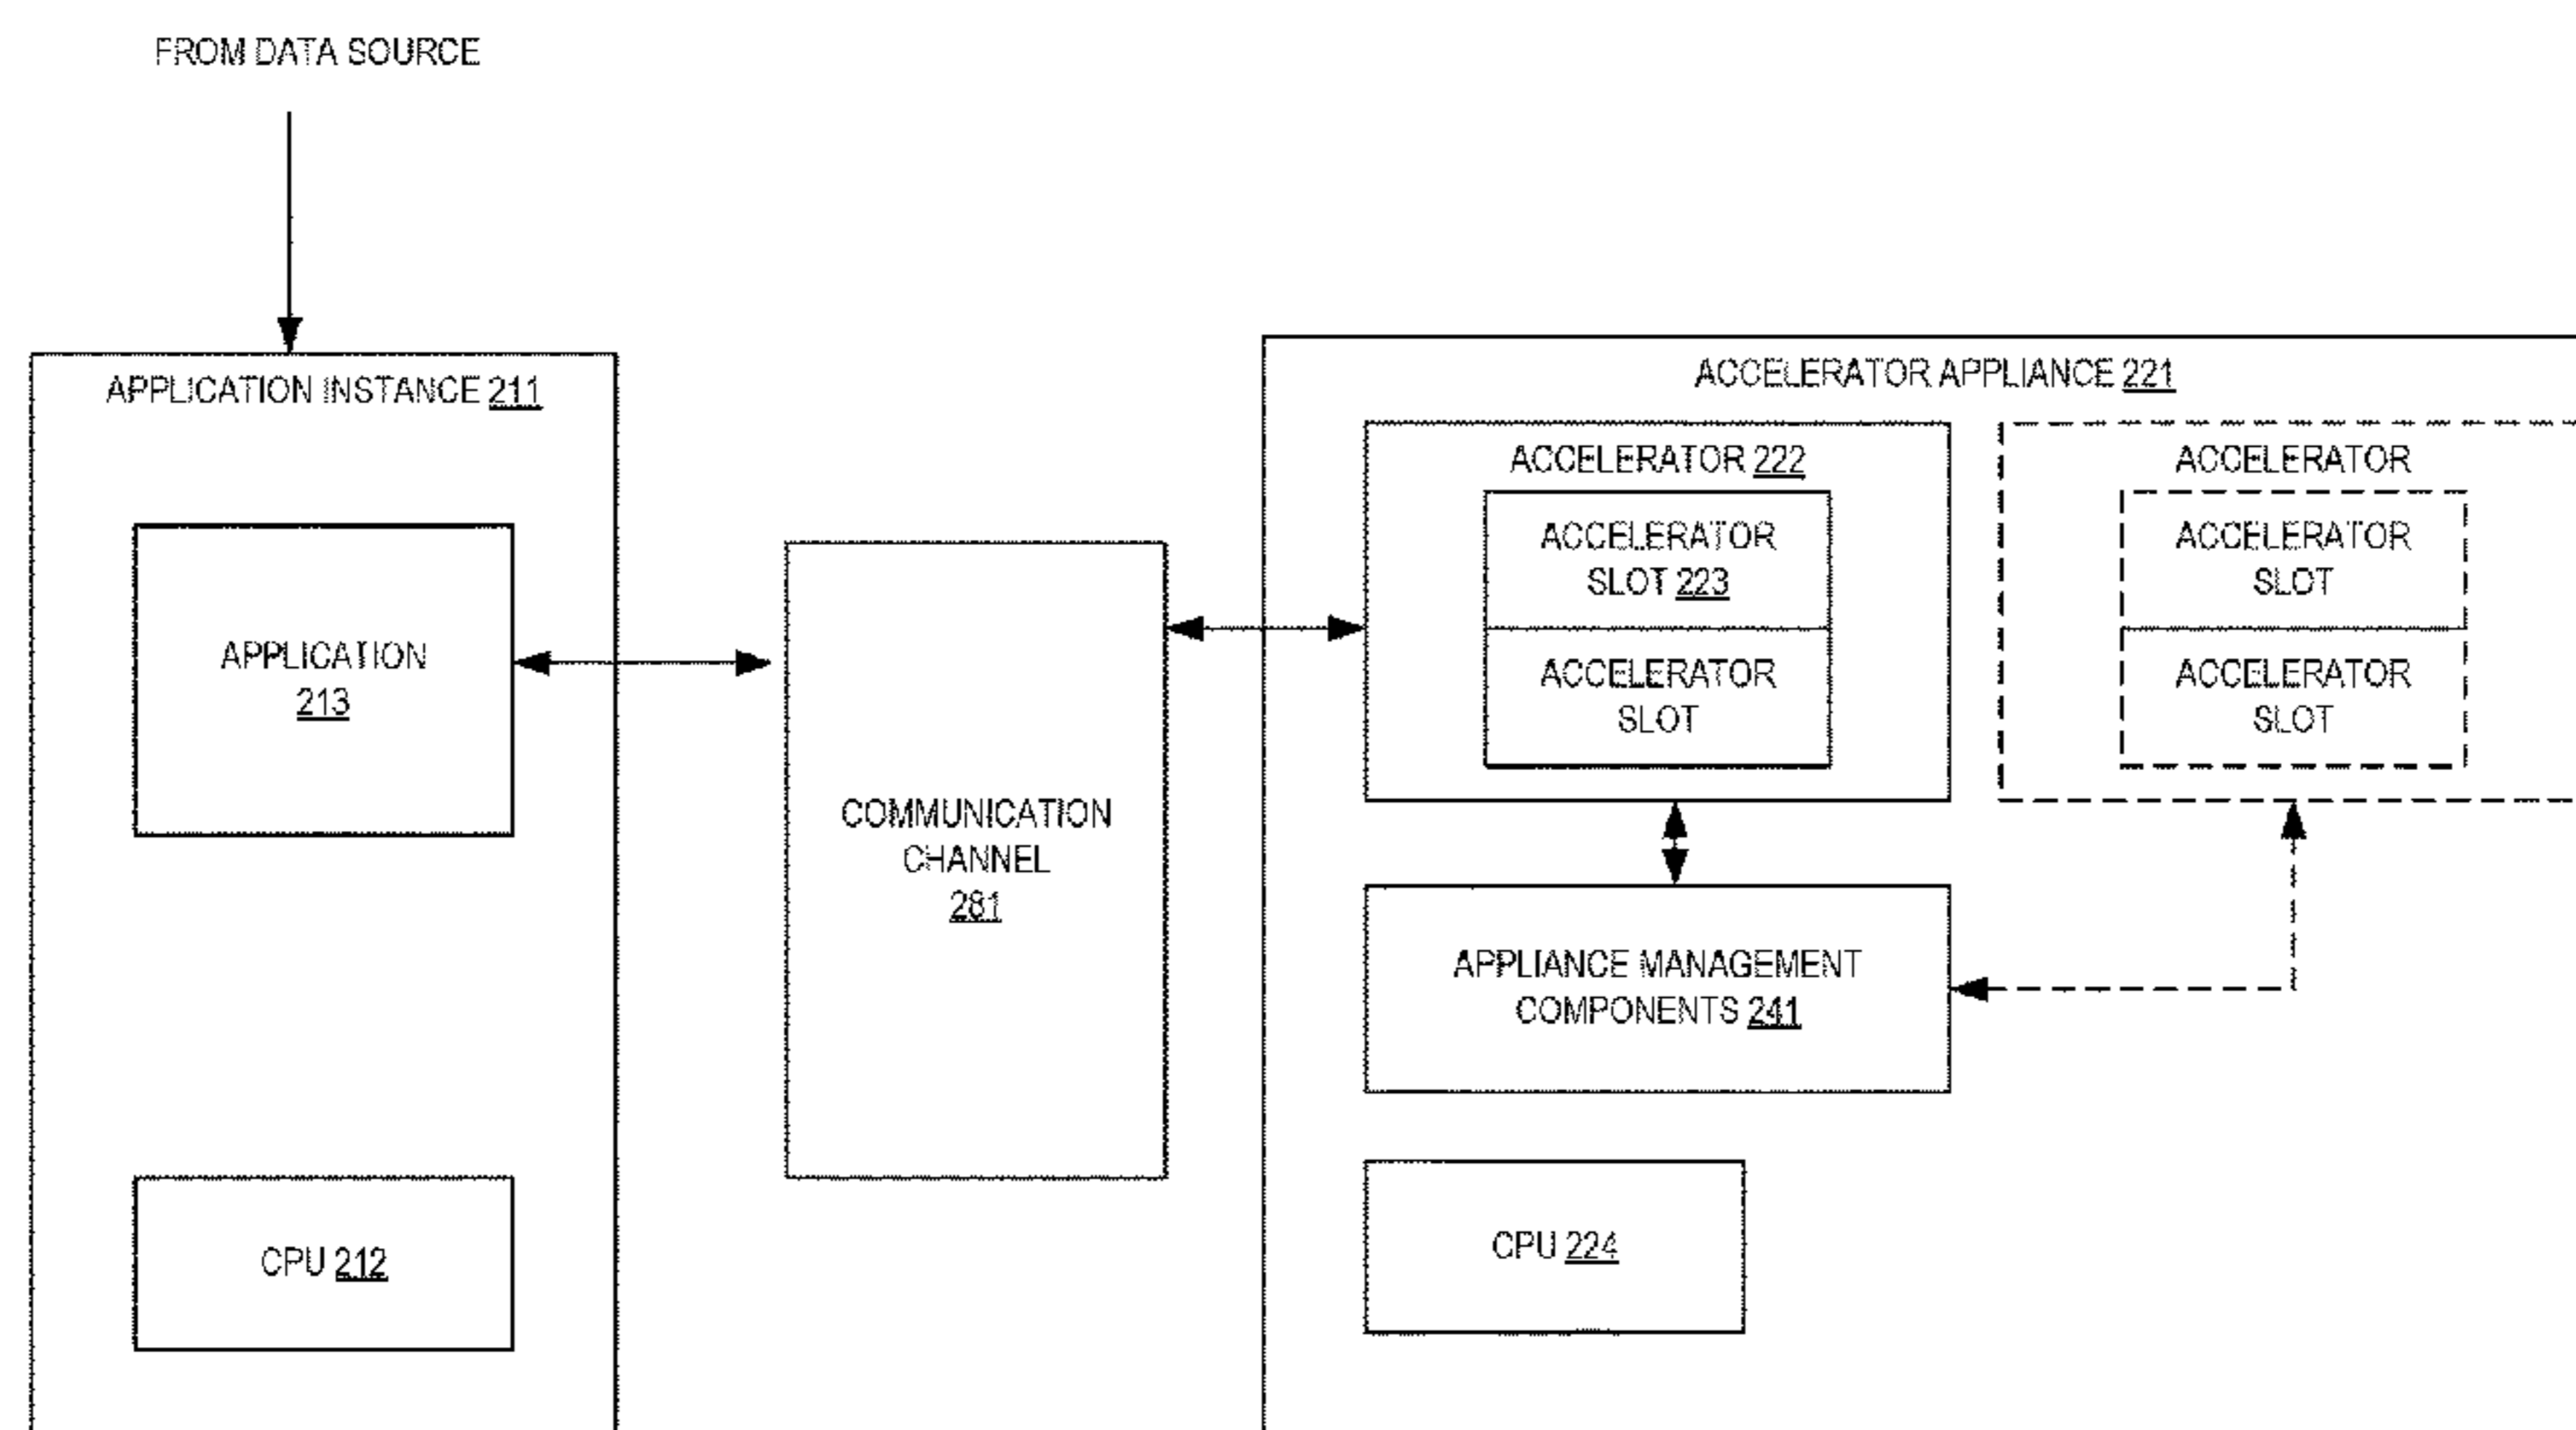 FROM DATA SOURCE
APPLICATION INSTANCE 211
APPLICATION
213
CPU 212
COMMUNICATION
CHANNEL
281
ACCELERATOR APPLIANCE 221
ACCELERATOR 222
ACCELERATOR
SLOT 223
ACCELERATOR
SLOT
ACCELERATOR
ACCELERATOR
SLOT
ACCELERATOR
SLOT
APPLIANCE MANAGEMENT
COMPONENTS 241
CPU 224